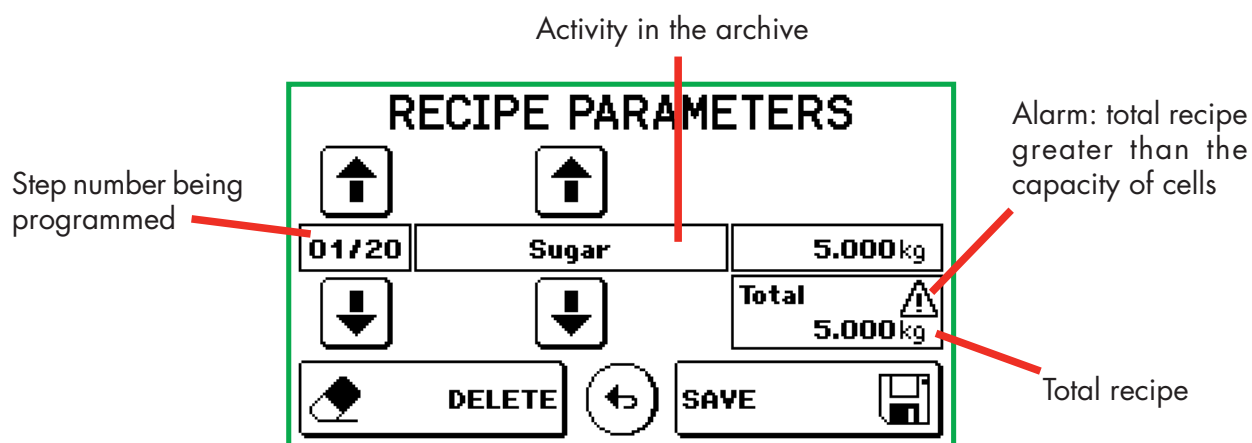 Activity in the archive
RECIPE PARAMETERS
Alarm: total recipe
greater than the
capacity of cells
Step number being
programmed
01/20
Sugar
5.000kg
Total
5.000kg
DELETE
SAVE
Total recipe